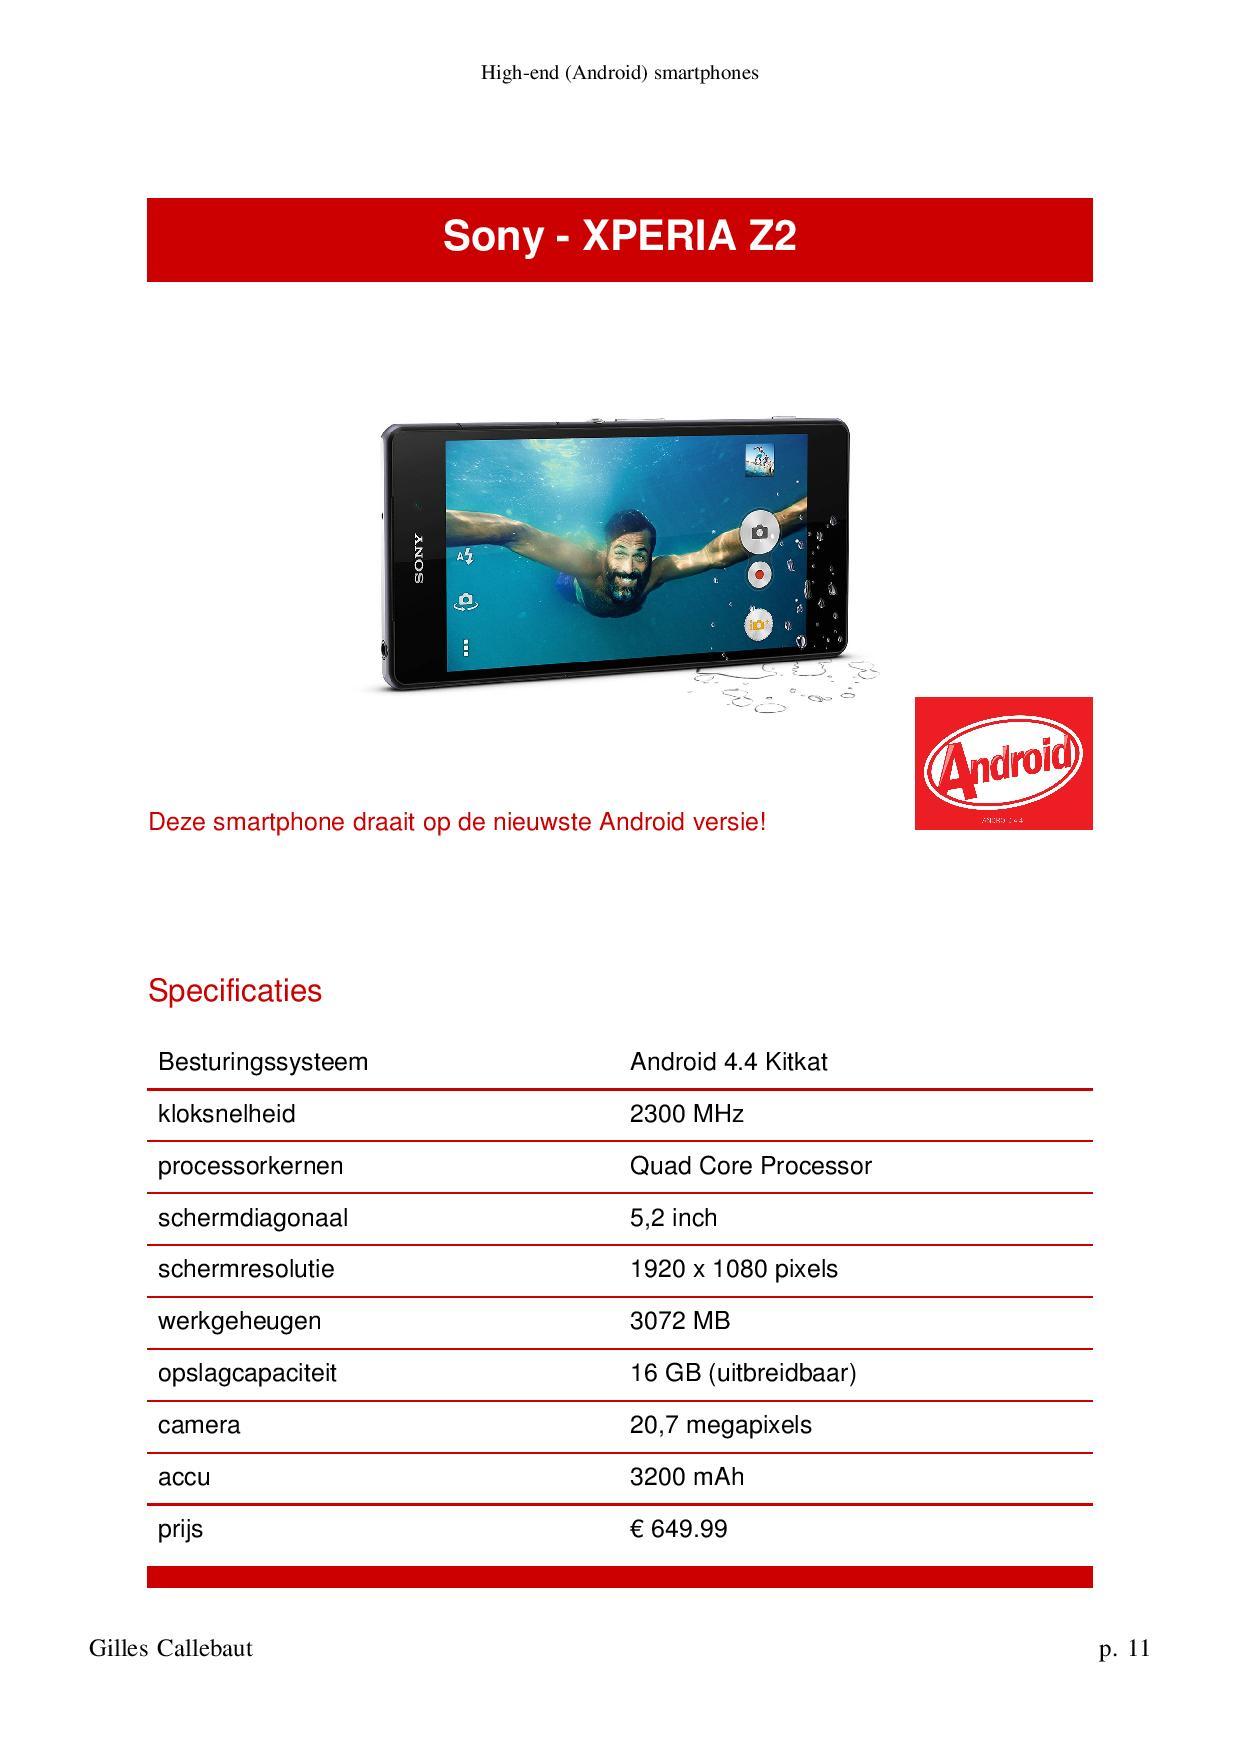 High-end (Android) smartphones
Sony - XPERIA Z2
SONY
Android
ANDROID 4.4
Deze smartphone draait op de nieuwste Android versie!
Specificaties
Besturingssysteem Android 4.4 Kitkat
kloksnelheid 2300 MHz
processorkernen Quad Core Processor
schermdiagonaal 5,2 inch
schermresolutie 1920 x 1080 pixels
werkgeheugen 3072 MB
opslagcapaciteit 16 GB (uitbreidbaar)
camera 20,7 megapixels
accu 3200 mAh
prijs € 649.99
Gilles Callebaut p. 11